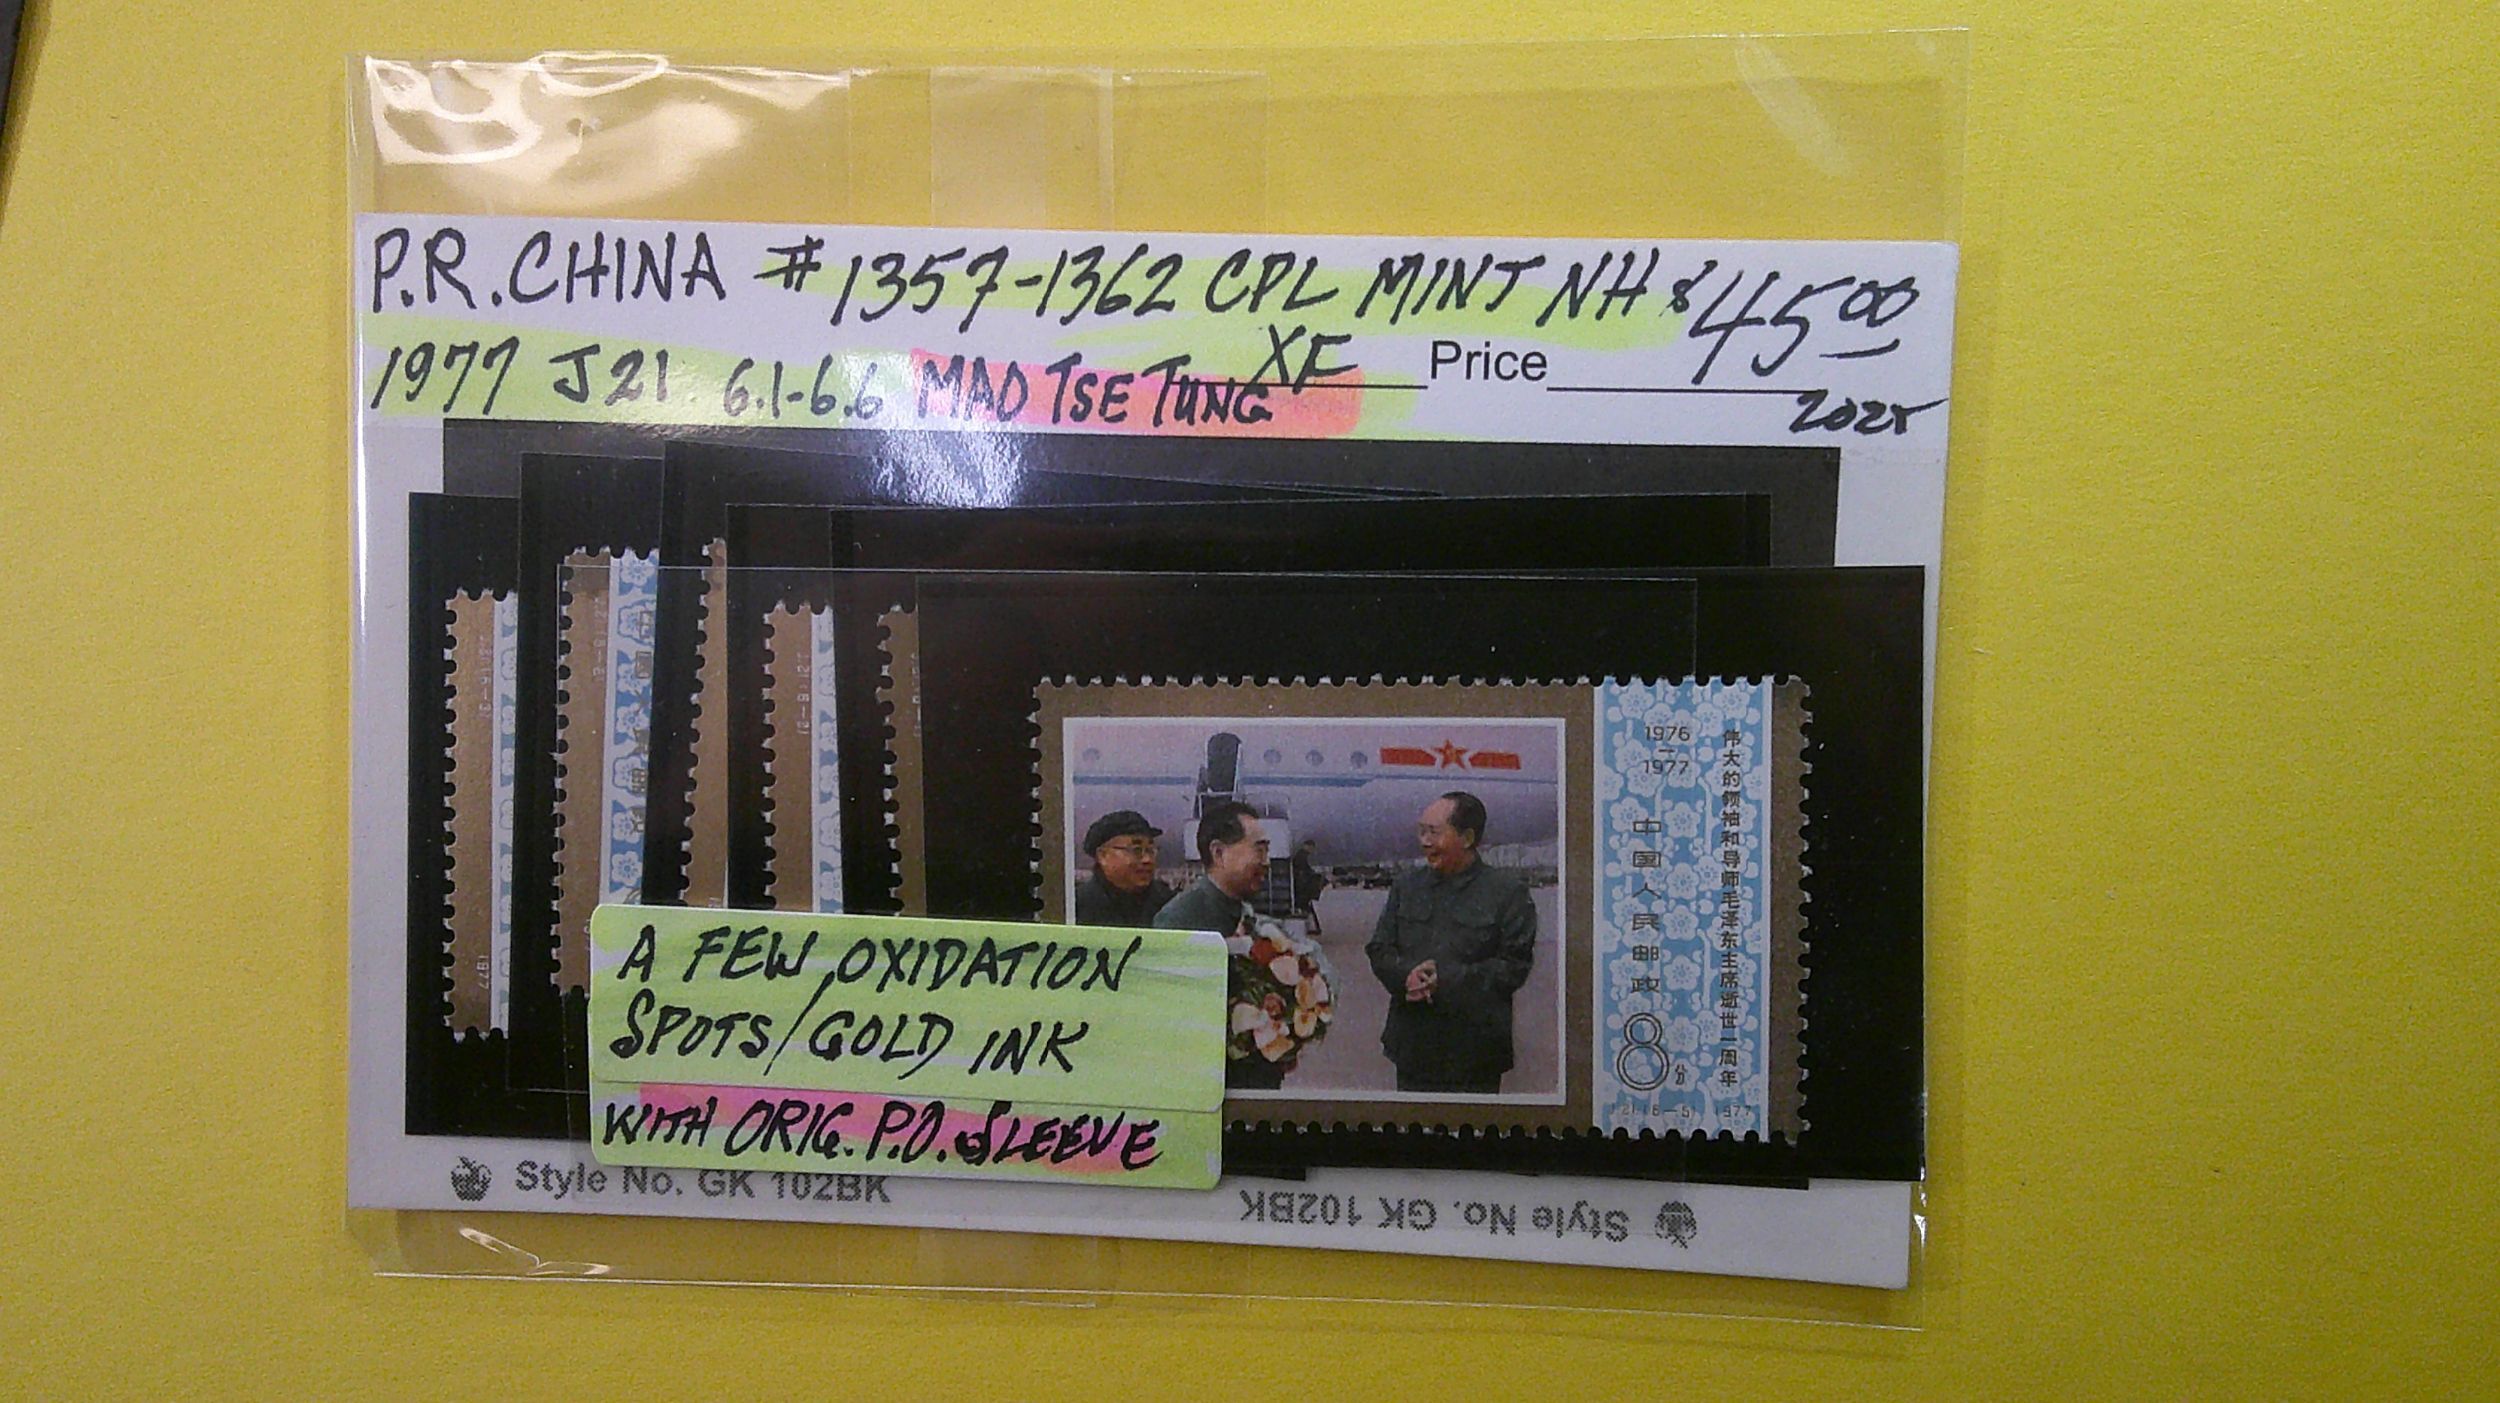 P.R. CHINA # 1357-1362 CPL MINT NH $45.00
1977 J21 6.1-6.6 MAO TSE TUNG XF Price
2025
1976
—
1977
中国人民邮政
8分
伟大的领袖和导师毛泽东主席逝世一周年
J.21.(6—5) 1977
1977
A FEW OXIDATION
SPOTS/GOLD INK
WITH ORIG. P.O. SLEEVE
Style No. GK 102BK
Style No. GK 102BK